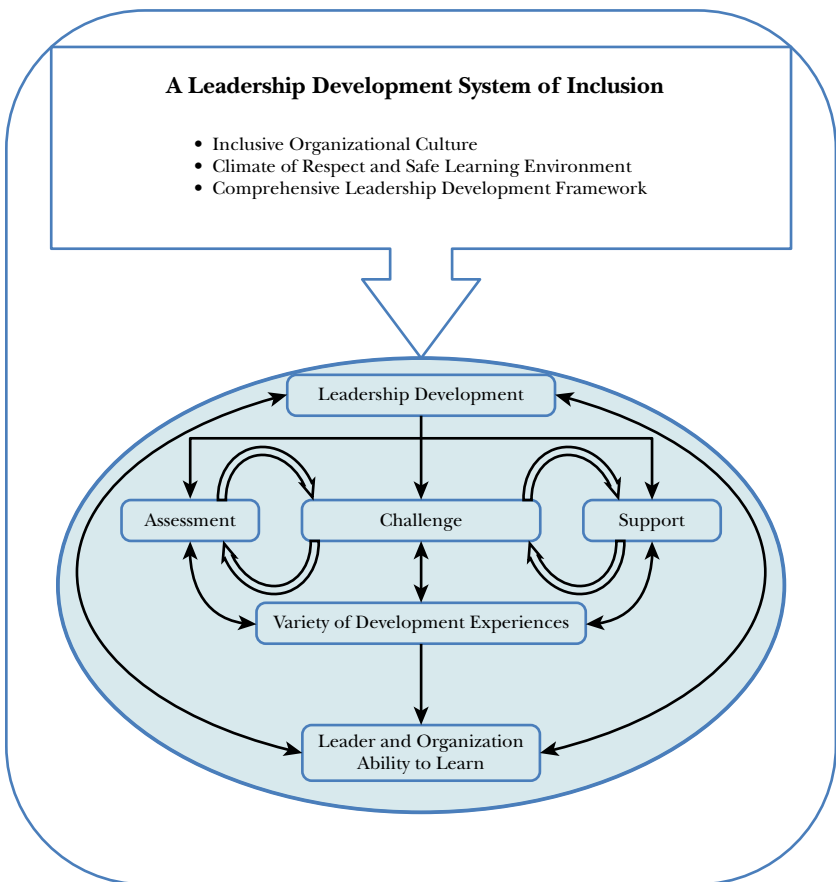 A Leadership Development System of Inclusion
• Inclusive Organizational Culture
• Climate of Respect and Safe Learning Environment
• Comprehensive Leadership Development Framework
Leadership Development
Assessment
Challenge
Support
Variety of Development Experiences
Leader and Organization
Ability to Learn